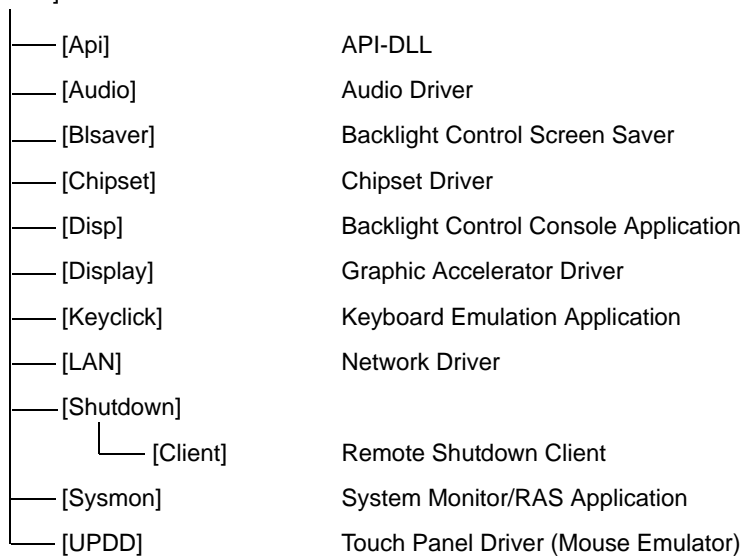 [Api] API-DLL
[Audio] Audio Driver
[Blsaver] Backlight Control Screen Saver
[Chipset] Chipset Driver
[Disp] Backlight Control Console Application
[Display] Graphic Accelerator Driver
[Keyclick] Keyboard Emulation Application
[LAN] Network Driver
[Shutdown]
[Client] Remote Shutdown Client
[Sysmon] System Monitor/RAS Application
[UPDD] Touch Panel Driver (Mouse Emulator)